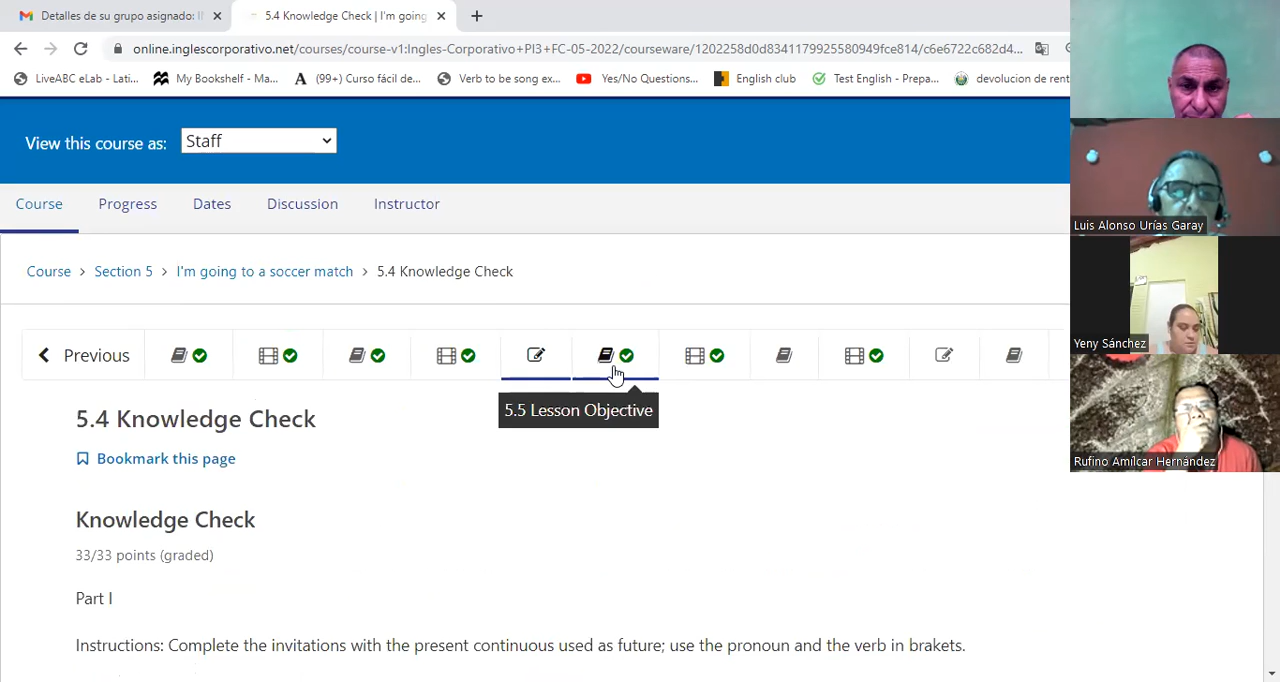 Detalles de su grupo asignado: I
5.4 Knowledge Check | I'm going
online.inglescorporativo.net/courses/course-v1:Ingles-Corporativo+PI3+FC-05-2022/courseware/1202258d0d8341179925580949fce814/c6e6722c682d4...
LiveABC eLab - Lati... My Bookshelf - Ma... (99+) Curso fácil de... Verb to be song ex... Yes/No Questions... English club Test English - Prepa... devolucion de rent
View this course as: Staff
Course Progress Dates Discussion Instructor
Course > Section 5 > I'm going to a soccer match > 5.4 Knowledge Check
Previous
5.5 Lesson Objective
5.4 Knowledge Check
Bookmark this page
Knowledge Check
33/33 points (graded)
Part I
Instructions: Complete the invitations with the present continuous used as future; use the pronoun and the verb in brakets.
Luis Alonso Urías Garay
Yeny Sánchez
Rufino Amílcar Hernández